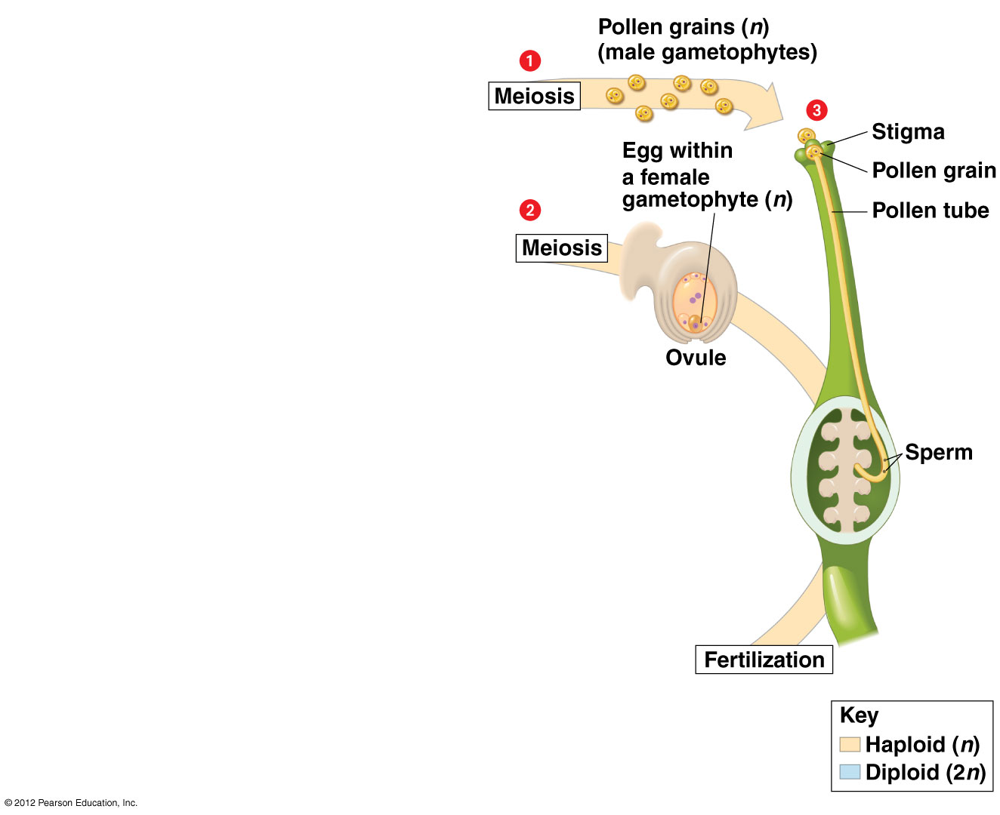 Pollen grains (n)
(male gametophytes)
1
Meiosis
3
Stigma
Pollen grain
Pollen tube
Egg within
a female
gametophyte (n)
2
Meiosis
Ovule
Sperm
Fertilization
Key
Haploid (n)
Diploid (2n)
© 2012 Pearson Education, Inc.